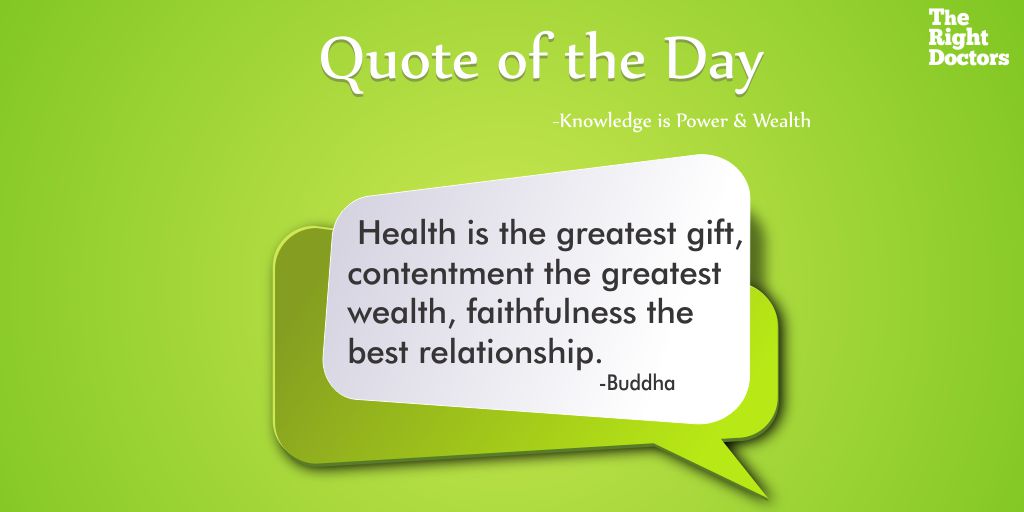 The
Right
Doctors
Quote of the Day
-Knowledge is Power & Wealth
Health is the greatest gift,
contentment the greatest
wealth, faithfulness the
best relationship.
-Buddha